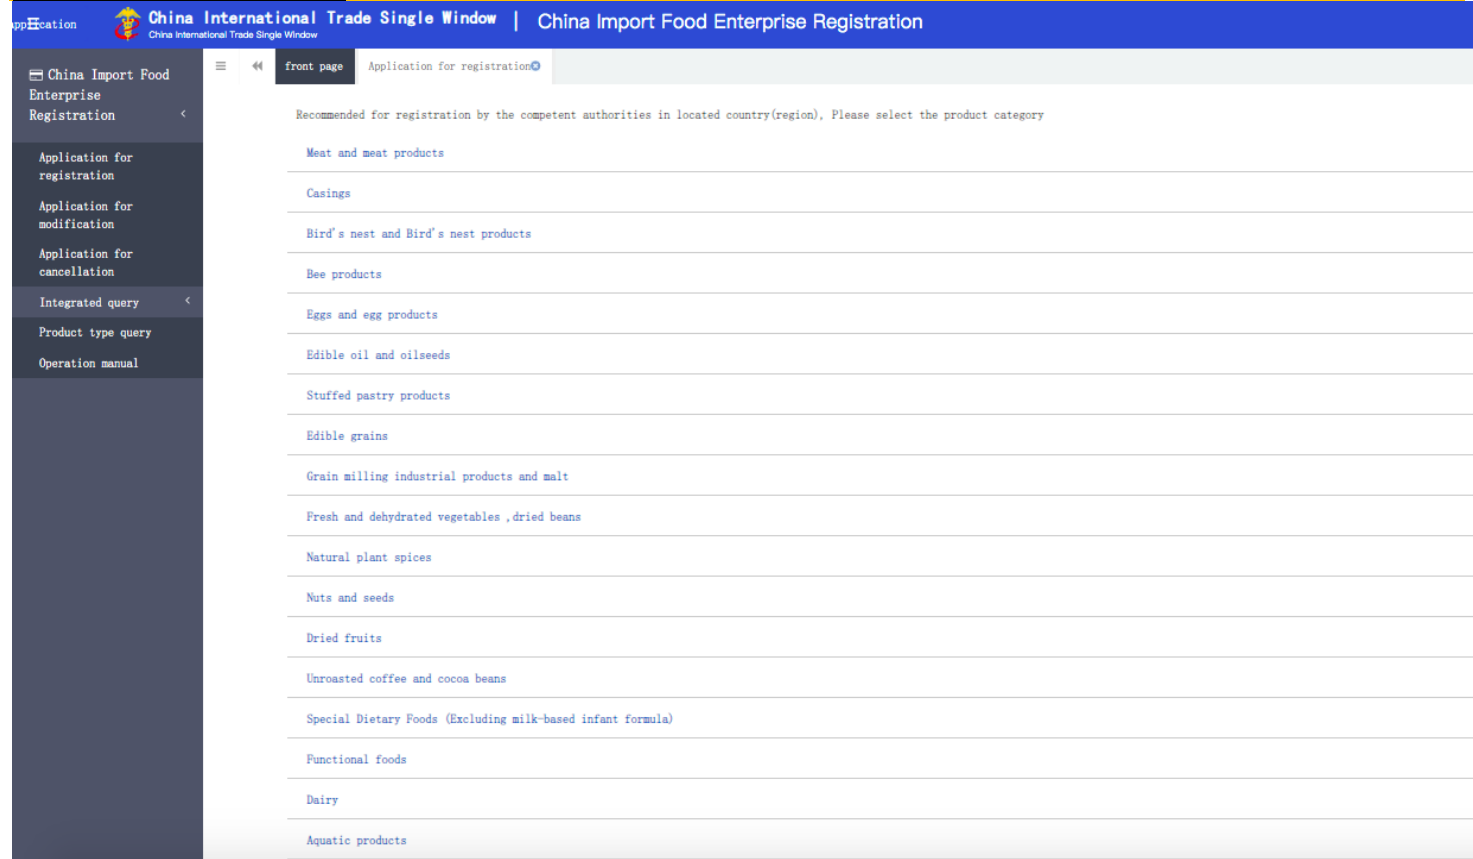 China International Trade Single Window | China Import Food Enterprise Registration
China International Trade Single Window
China Import Food
Enterprise
Registration
Application for
registration
Application for
modification
Application for
cancellation
Integrated query
Product type query
Operation manual
front page
Application for registration
Recommended for registration by the competent authorities in located country(region), Please select the product category
Meat and meat products
Casings
Bird's nest and Bird's nest products
Bee products
Eggs and egg products
Edible oil and oilseeds
Stuffed pastry products
Edible grains
Grain milling industrial products and malt
Fresh and dehydrated vegetables ,dried beans
Natural plant spices
Nuts and seeds
Dried fruits
Unroasted coffee and cocoa beans
Special Dietary Foods (Excluding milk-based infant formula)
Functional foods
Dairy
Aquatic products